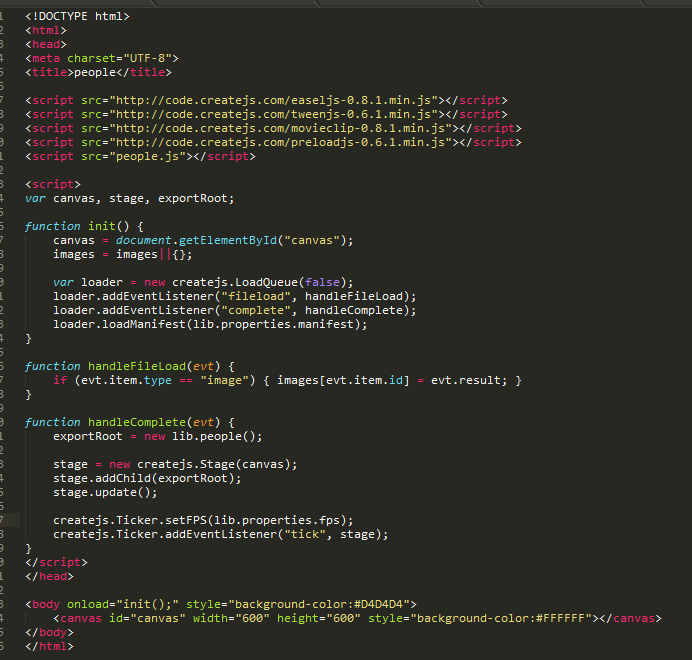 <!DOCTYPE html>
<html>
<head>
<meta charset="UTF-8">
<title>people</title>
<script src="http://code.createjs.com/easeljs-0.8.1.min.js"></script>
<script src="http://code.createjs.com/tweenjs-0.6.1.min.js"></script>
<script src="http://code.createjs.com/movieclip-0.8.1.min.js"></script>
<script src="http://code.createjs.com/preloadjs-0.6.1.min.js"></script>
<script src="people.js"></script>
<script>
var canvas, stage, exportRoot;
function init() {
    canvas = document.getElementById("canvas");
    images = images||{};
    var loader = new createjs.LoadQueue(false);
    loader.addEventListener("fileload", handleFileLoad);
    loader.addEventListener("complete", handleComplete);
    loader.loadManifest(lib.properties.manifest);
}
function handleFileLoad(evt) {
    if (evt.item.type == "image") { images[evt.item.id] = evt.result; }
}
function handleComplete(evt) {
    exportRoot = new lib.people();
    stage = new createjs.Stage(canvas);
    stage.addChild(exportRoot);
    stage.update();
    createjs.Ticker.setFPS(lib.properties.fps);
    createjs.Ticker.addEventListener("tick", stage);
}
</script>
</head>
<body onload="init();" style="background-color:#D4D4D4">
    <canvas id="canvas" width="600" height="600" style="background-color:#FFFFFF"></canvas>
</body>
</html>